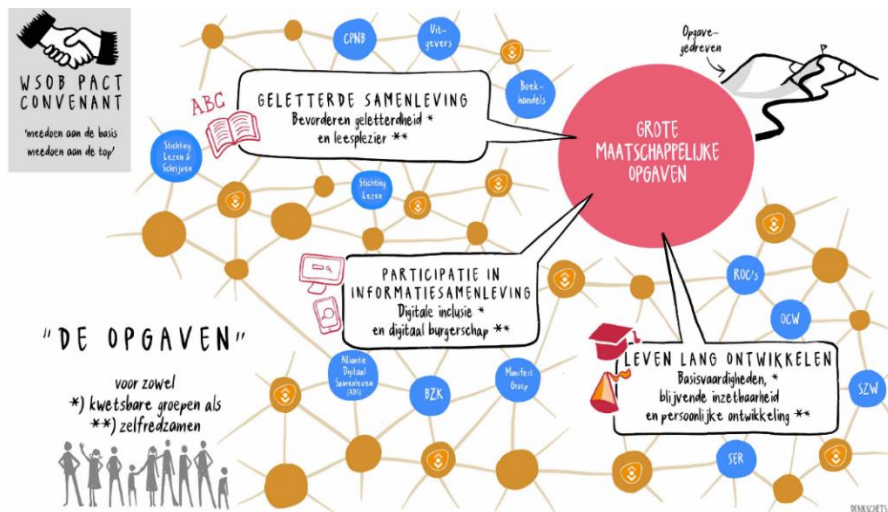 WSOB PACT
CONVENANT
'meedoen aan de basis
meedoen aan de top'
CPNB
Uit-
gevers
Boek-
handels
Opgave-
gedreven
ABC
GELETTERDE SAMENLEVING
Bevorderen geletterdheid *
en leesplezier **
GROTE
MAATSCHAPPELIJKE
OPGAVEN
Stichting
Lezen &
Schrijven
Stichting
Lezen
PARTICIPATIE IN
INFORMATIESAMENLEVING
Digitale inclusie *
en digitaal burgerschap **
ROC's
OCW
"DE OPGAVEN"
voor zowel
*) kwetsbare groepen als
**) zelfredzamen
Alliantie
Digitaal
Samenleven
(ADS)
BZK
Manifest
Groep
LEVEN LANG ONTWIKKELEN
Basisvaardigheden, *
blijvende inzetbaarheid
en persoonlijke ontwikkeling **
SZW
SER
DENKSCHETS